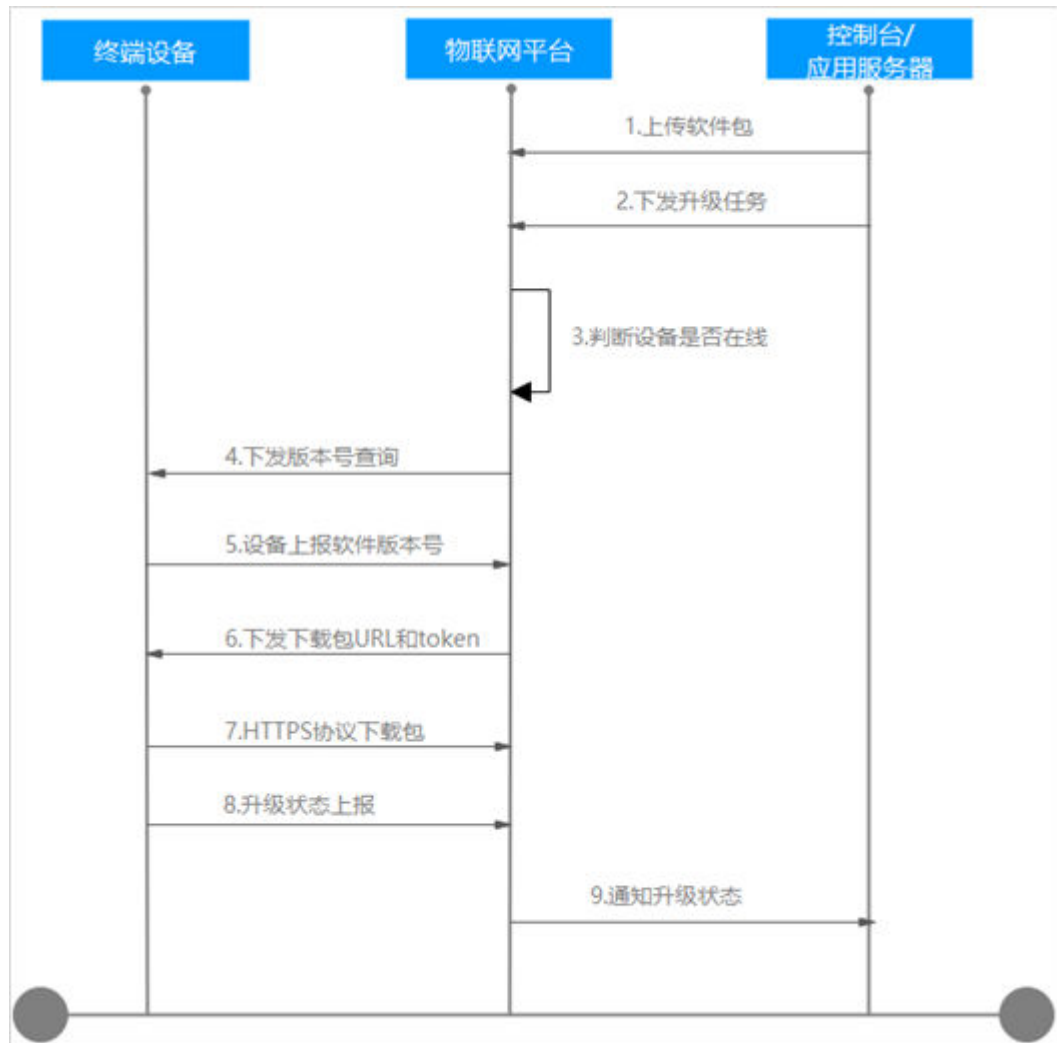 终端设备
物联网平台
控制台/
应用服务器
1.上传软件包
2.下发升级任务
3.判断设备是否在线
4.下发版本号查询
5.设备上报软件版本号
6.下发下载包URL和token
7.HTTPS协议下载包
8.升级状态上报
9.通知升级状态